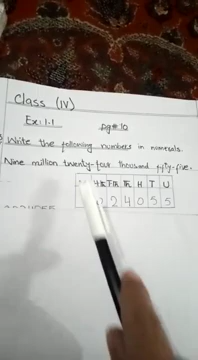 Class (IV)
Ex: 1.1
pg# 10
Write the following numbers in numerals.
Nine million twenty-four thousand fifty-five.
H T U
0 2 4 0 5 5